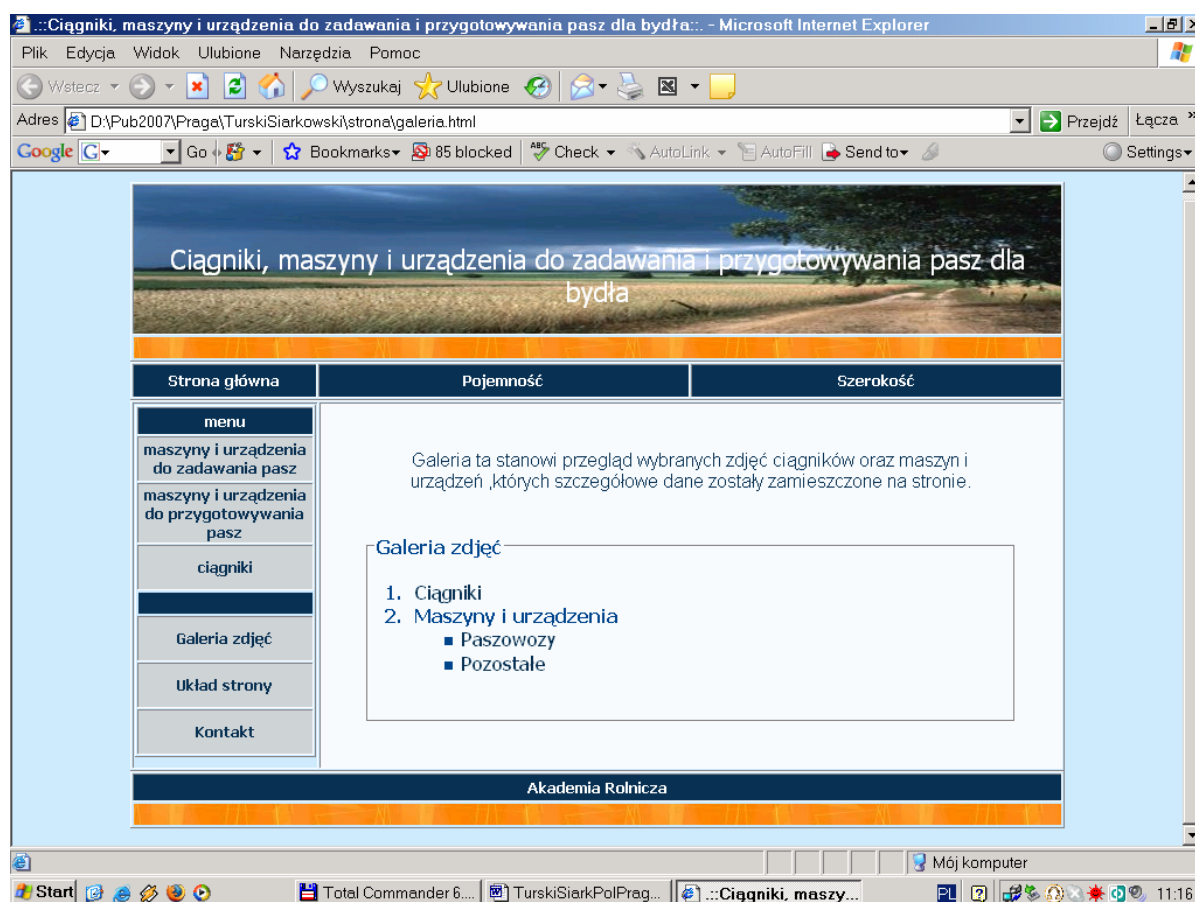 .::Ciągniki, maszyny i urządzenia do zadawania i przygotowywania pasz dla bydła::. - Microsoft Internet Explorer
Plik Edycja Widok Ulubione Narzędzia Pomoc
Wstecz Wyszukaj Ulubione
Adres D:\Pub2007\Praga\TurskiSiarkowski\strona\galeria.html Przejdź Łącza »
Google G Go Bookmarks 85 blocked ABC Check AutoLink AutoFill Send to Settings
Ciągniki, maszyny i urządzenia do zadawania i przygotowywania pasz dla
bydła
Strona główna Pojemność Szerokość
menu
maszyny i urządzenia
do zadawania pasz
maszyny i urządzenia
do przygotowywania
pasz
ciągniki
Galeria zdjęć
Układ strony
Kontakt
Galeria ta stanowi przegląd wybranych zdjęć ciągników oraz maszyn i
urządzeń ,których szczegółowe dane zostały zamieszczone na stronie.
Galeria zdjęć
1. Ciągniki
2. Maszyny i urządzenia
▪ Paszowozy
▪ Pozostałe
Akademia Rolnicza
Mój komputer
Start Total Commander 6.... TurskiSiarkPolPrag... .::Ciągniki, maszy... PL 11:16